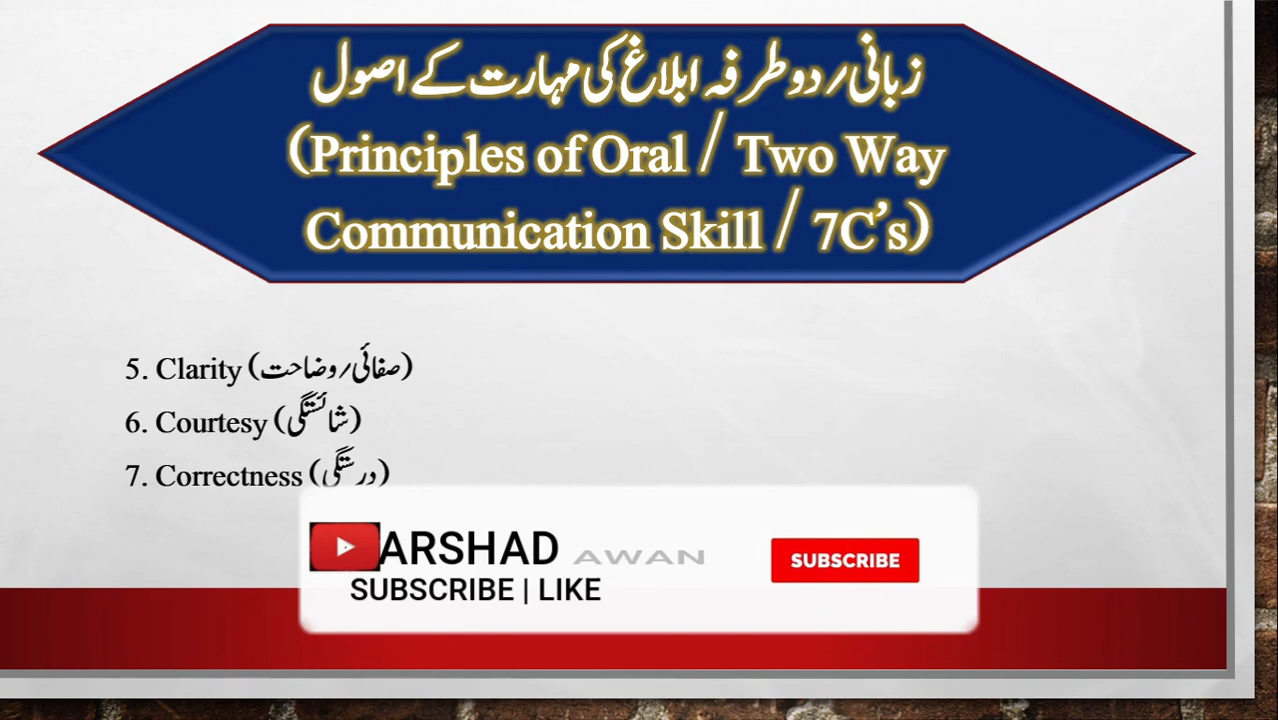 زبانی/دو طرفہ ابلاغ کی مہارت کے اصول
(Principles of Oral / Two Way
Communication Skill / 7C’s)
5. Clarity (صفائی/وضاحت)
6. Courtesy (شائستگی)
7. Correctness (درستگی)
ARSHAD AWAN
SUBSCRIBE | LIKE
SUBSCRIBE